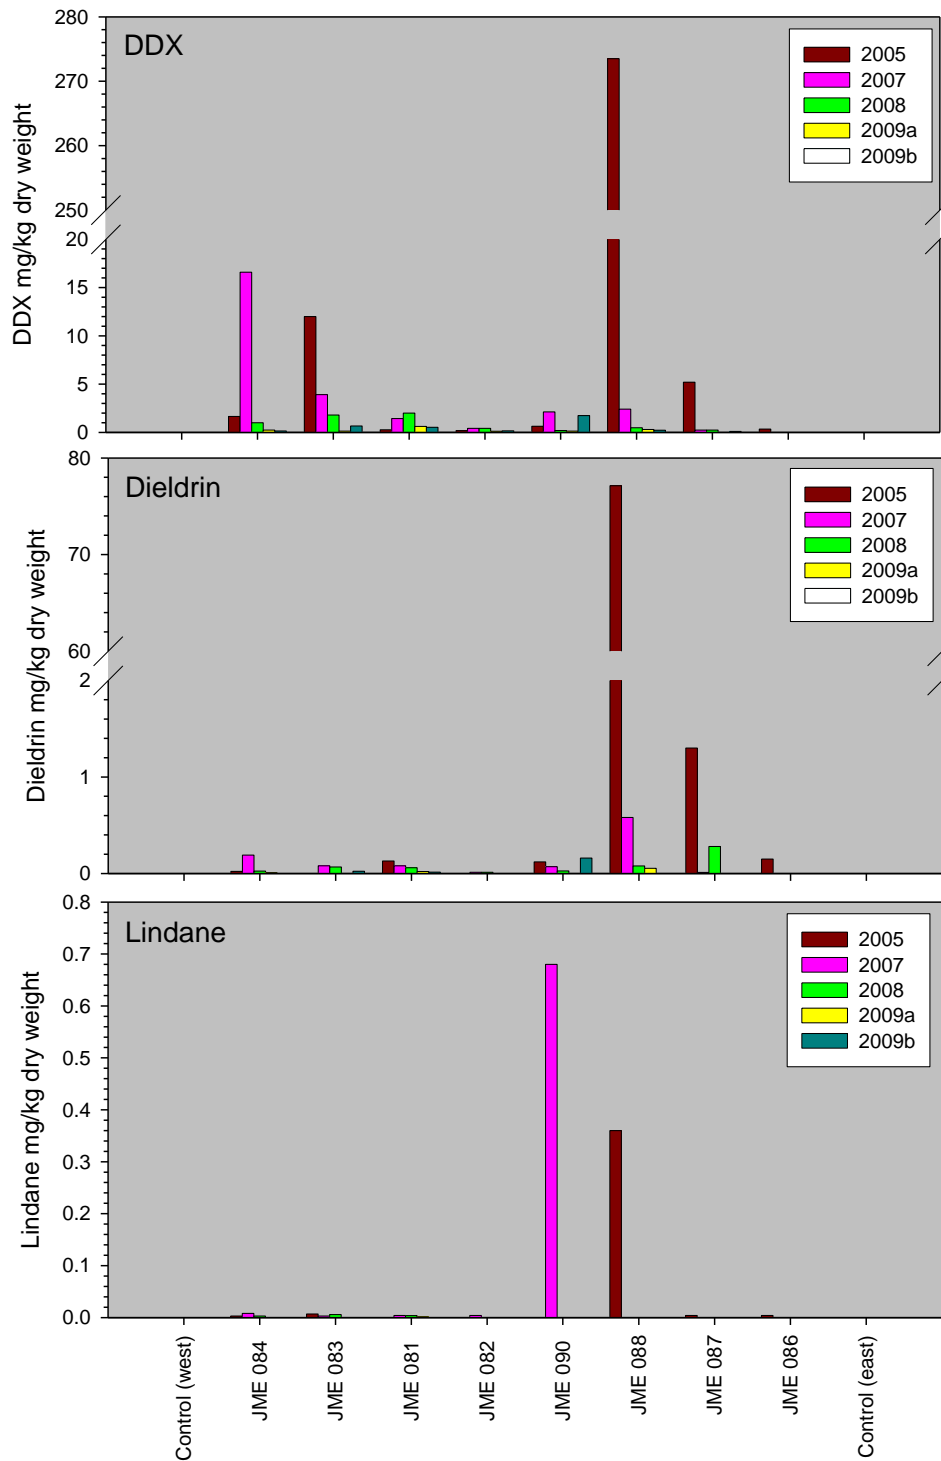 DDX
DDX mg/kg dry weight
280
270
260
250
20
15
10
5
0
2005
2007
2008
2009a
2009b
Dieldrin
Dieldrin mg/kg dry weight
80
70
60
2
1
0
2005
2007
2008
2009a
2009b
Lindane
Lindane mg/kg dry weight
0.8
0.7
0.6
0.5
0.4
0.3
0.2
0.1
0.0
2005
2007
2008
2009a
2009b
Control (west)
JME 084
JME 083
JME 081
JME 082
JME 090
JME 088
JME 087
JME 086
Control (east)